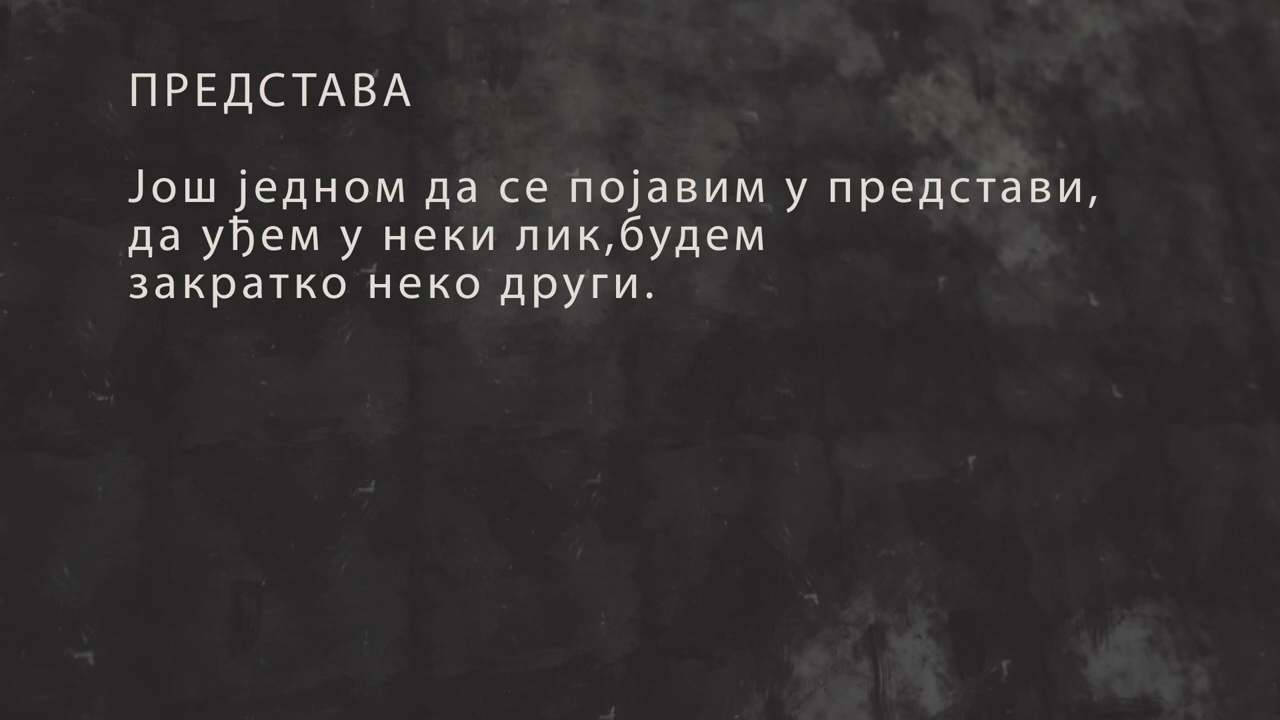 ПРЕДСТАВА
Још једном да се појавим у представи,
да уђем у неки лик,будем
закратко неко други.